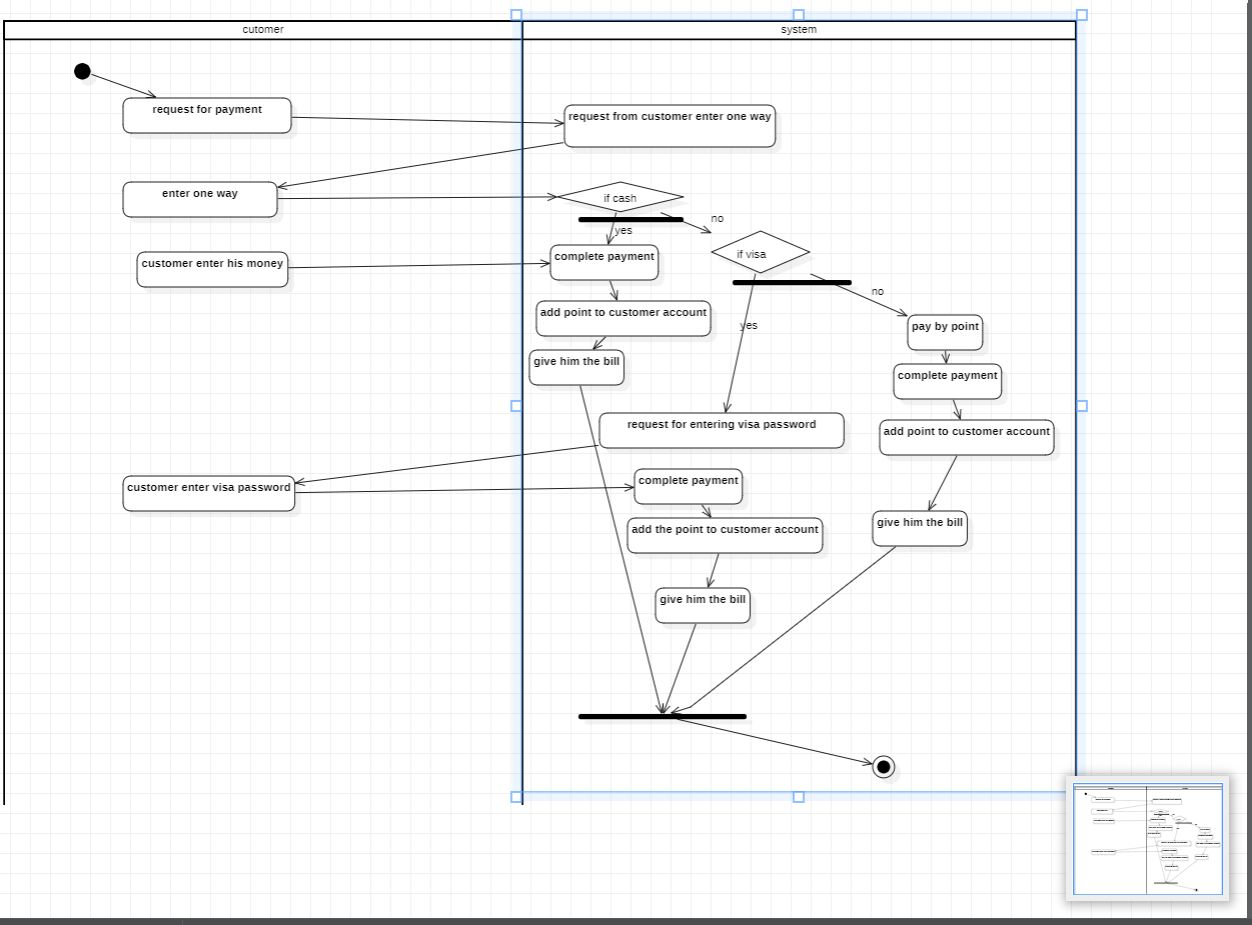 cutomer
system
request for payment
request from customer enter one way
enter one way
if cash
no
yes
if visa
complete payment
customer enter his money
no
add point to customer account
pay by point
yes
give him the bill
complete payment
request for entering visa password
add point to customer account
complete payment
customer enter visa password
add the point to customer account
give him the bill
give him the bill